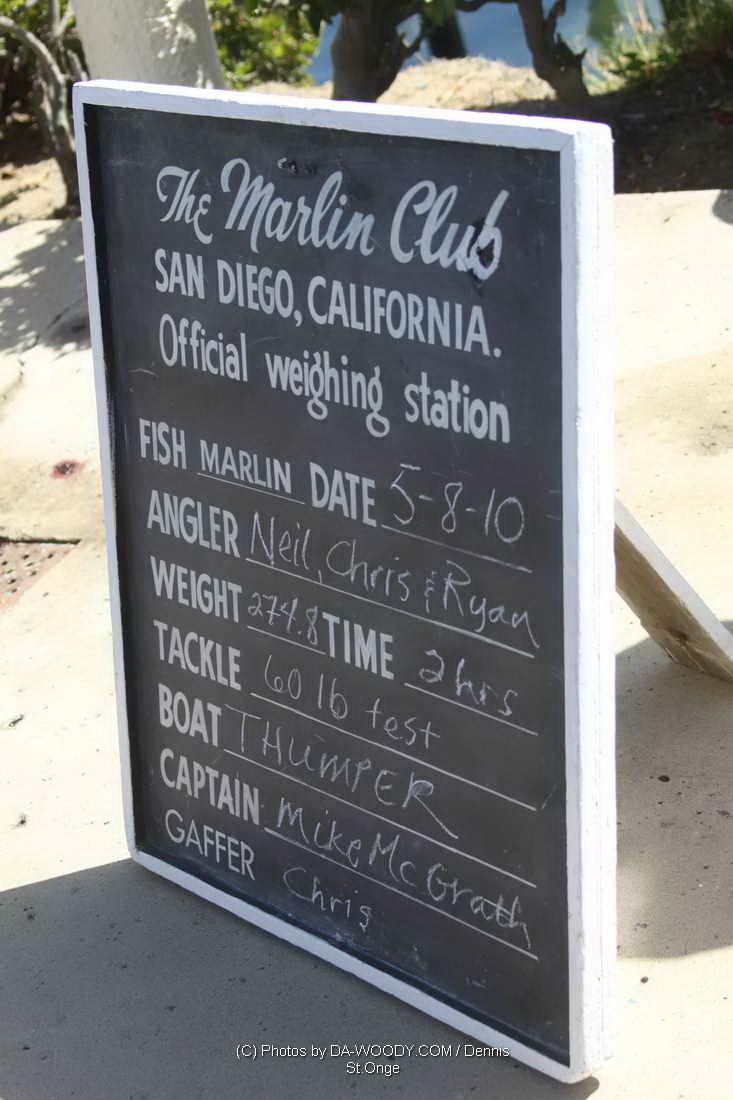 The Marlin Club
SAN DIEGO, CALIFORNIA.
Official weighing station
FISH MARLIN DATE 5-8-10
ANGLER Neil, Chris & Ryan
WEIGHT 274.8 TIME 2 hrs
TACKLE 60 lb test
BOAT THUMPER
CAPTAIN Mike McGrath
GAFFER Chris
(C) Photos by DA-WOODY.COM / Dennis
St.Onge